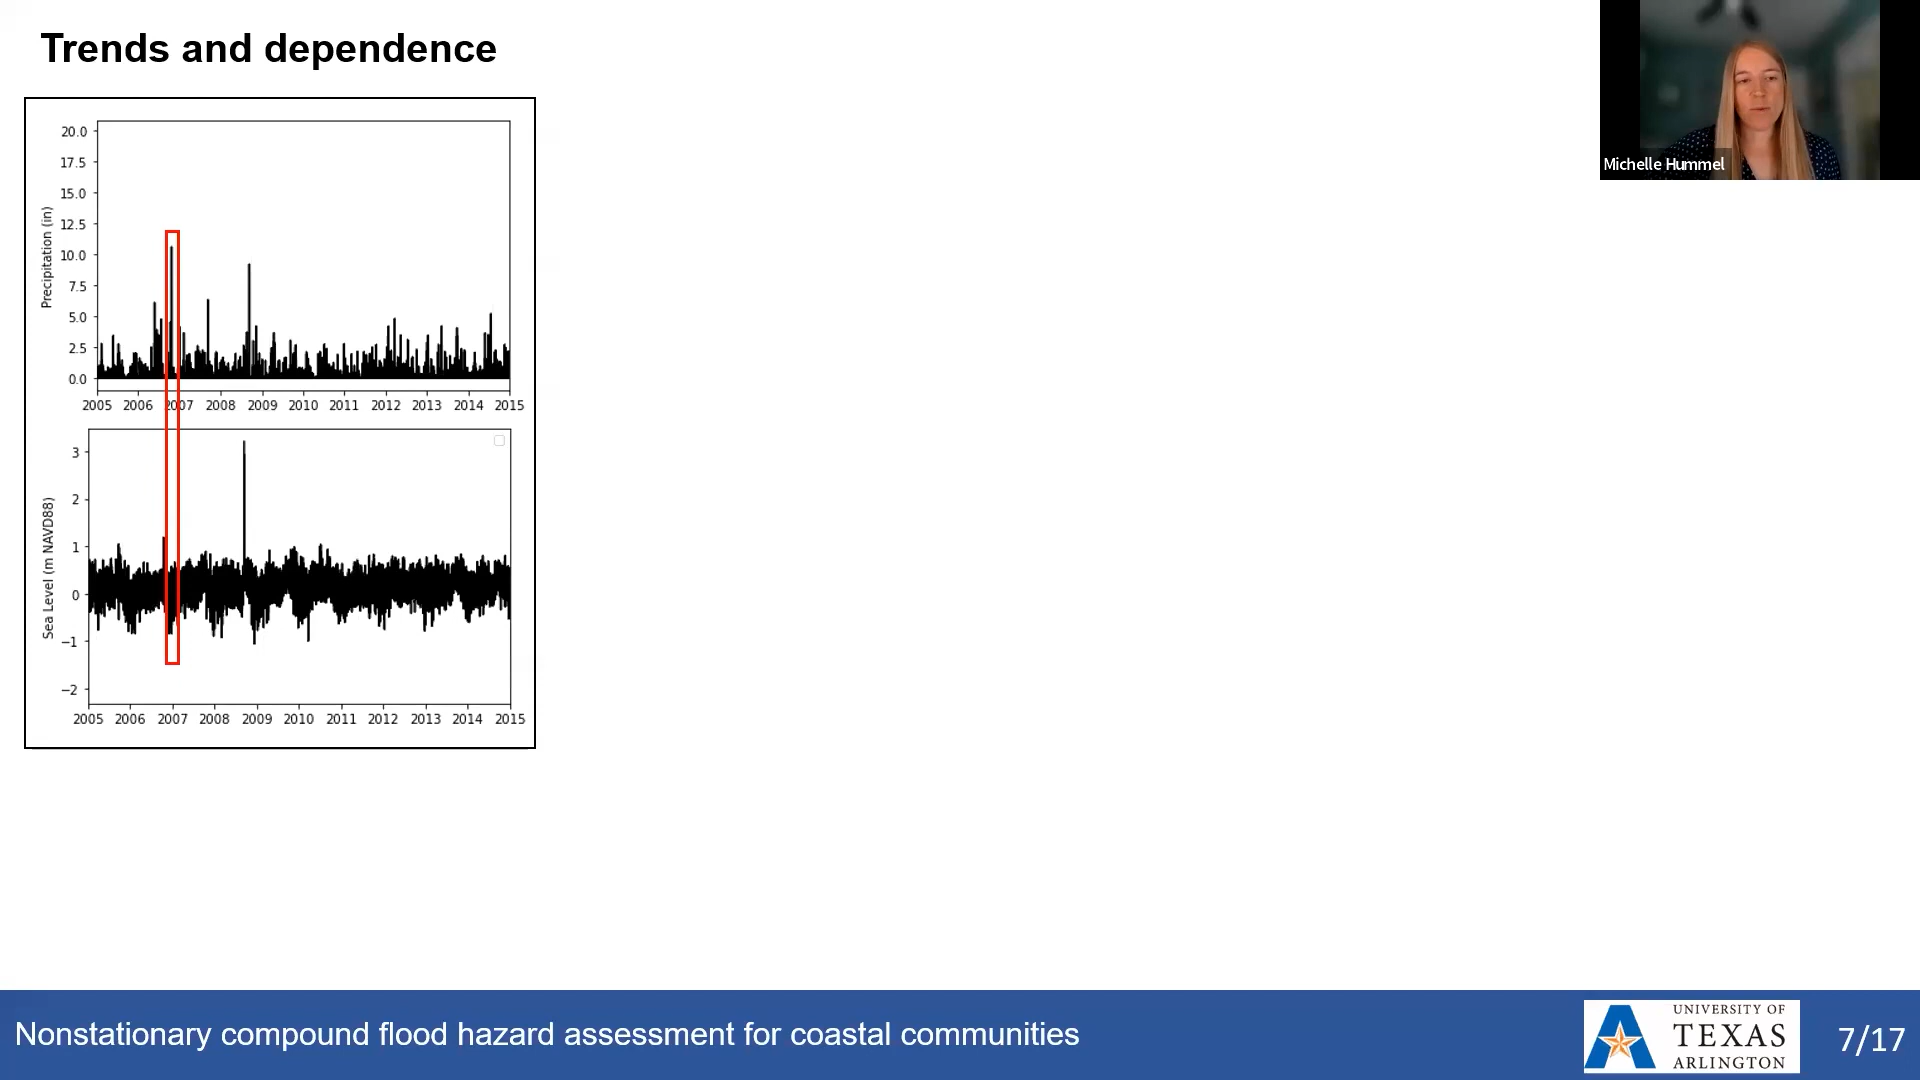 Trends and dependence
Michelle Hummel
Precipitation (in)
20.0
17.5
15.0
12.5
10.0
7.5
5.0
2.5
0.0
2005 2006 2007 2008 2009 2010 2011 2012 2013 2014 2015
Sea Level (m NAVD88)
3
2
1
0
−1
−2
2005 2006 2007 2008 2009 2010 2011 2012 2013 2014 2015
Nonstationary compound flood hazard assessment for coastal communities
UNIVERSITY OF
TEXAS
ARLINGTON
7/17